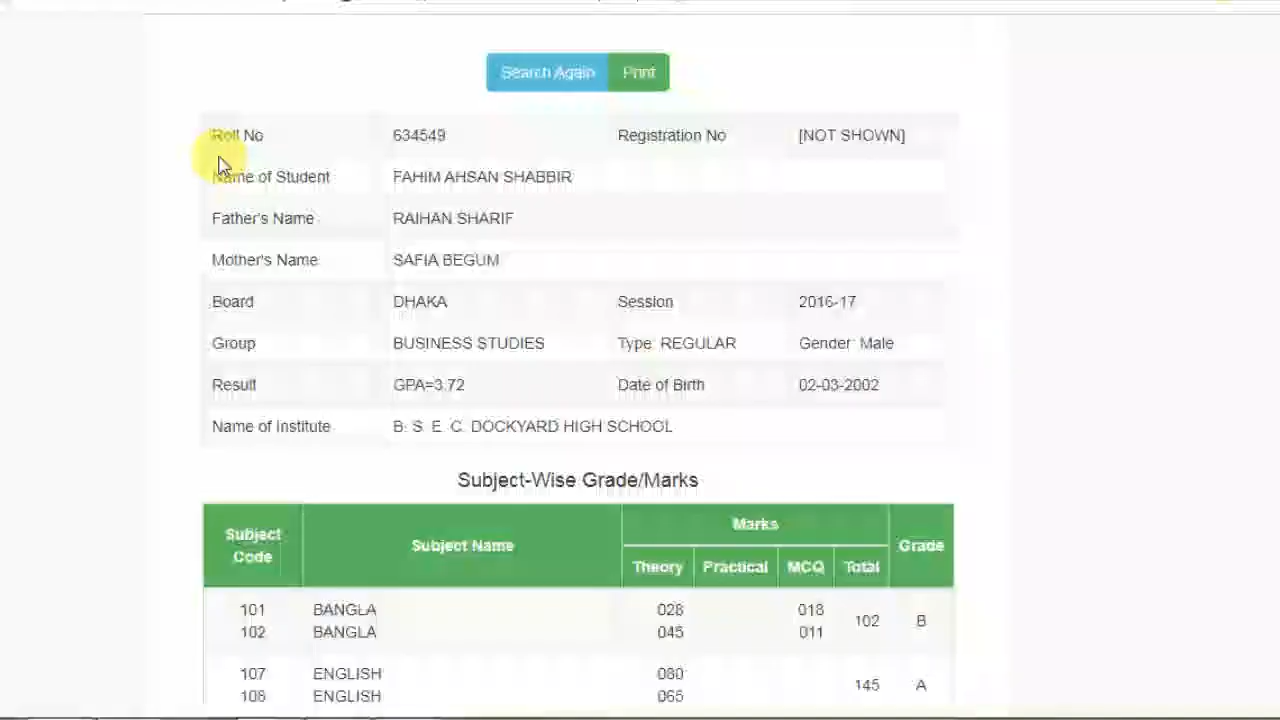 Search Again Print
Roll No 634549 Registration No [NOT SHOWN]
Name of Student FAHIM AHSAN SHABBIR
Father's Name RAIHAN SHARIF
Mother's Name SAFIA BEGUM
Board DHAKA Session 2016-17
Group BUSINESS STUDIES Type: REGULAR Gender: Male
Result GPA=3.72 Date of Birth 02-03-2002
Name of Institute B. S. E. C. DOCKYARD HIGH SCHOOL
Subject-Wise Grade/Marks
Subject Code Subject Name Marks Grade
Theory Practical MCQ Total
101 BANGLA 028 018
102 B
102 BANGLA 045 011
107 ENGLISH 080
145 A
108 ENGLISH 065